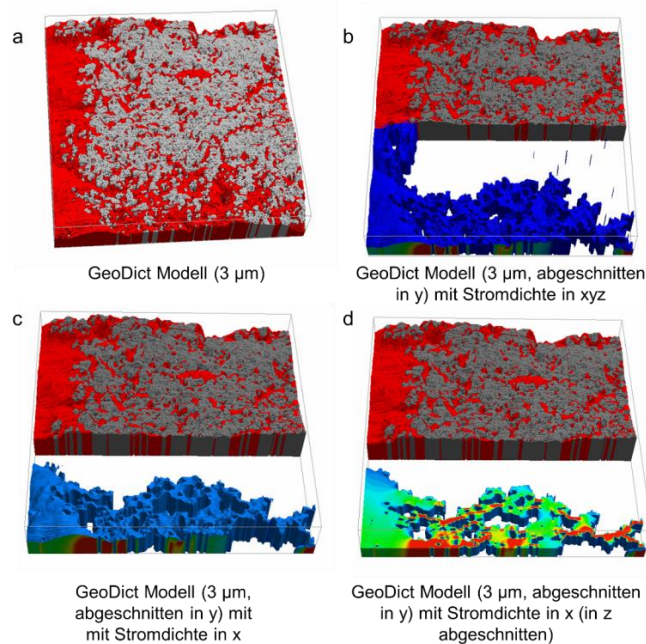 a
b
GeoDict Modell (3 µm)
GeoDict Modell (3 µm, abgeschnitten
in y) mit Stromdichte in xyz
c
d
GeoDict Modell (3 µm,
abgeschnitten in y) mit
mit Stromdichte in x
GeoDict Modell (3 µm, abgeschnitten
in y) mit Stromdichte in x (in z
abgeschnitten)